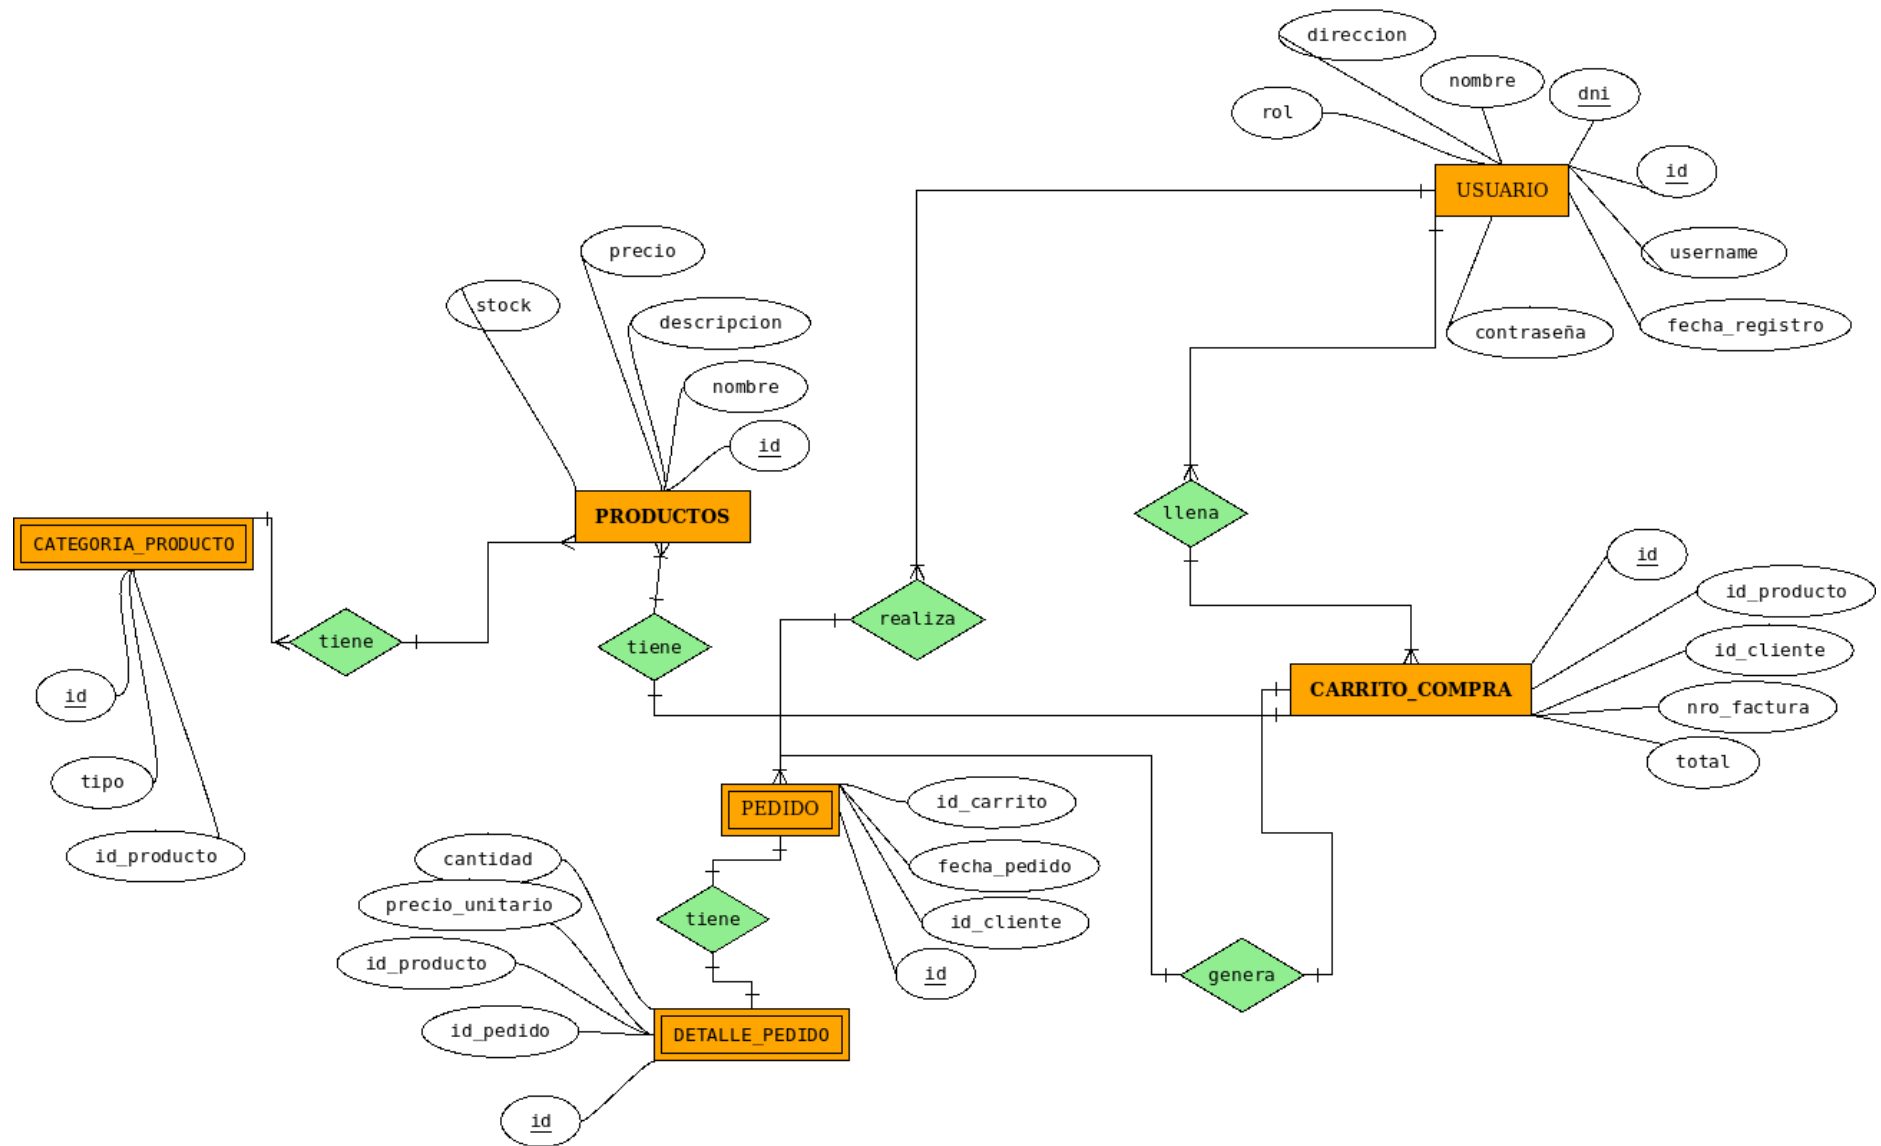 direccion
nombre
dni
rol
id
USUARIO
username
contraseña
fecha_registro
precio
stock
descripcion
nombre
id
PRODUCTOS
CATEGORIA_PRODUCTO
tiene
id
tipo
id_producto
tiene
realiza
llena
id
id_producto
id_cliente
CARRITO_COMPRA
nro_factura
total
PEDIDO
id_carrito
fecha_pedido
id_cliente
id
cantidad
precio_unitario
id_producto
id_pedido
id
tiene
DETALLE_PEDIDO
genera